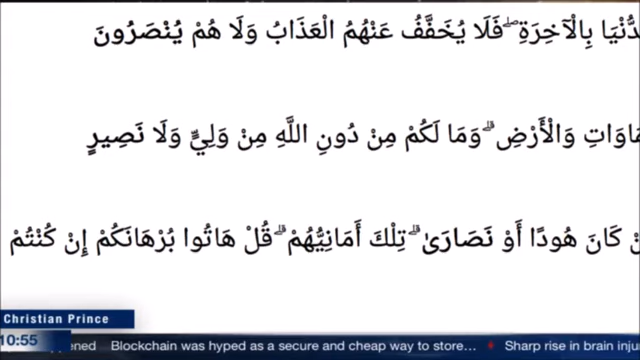 الدُّنْيَا بِالْآخِرَةِ ۖ فَلَا يُخَفَّفُ عَنْهُمُ الْعَذَابُ وَلَا هُمْ يُنْصَرُونَ
مَاوَاتِ وَالْأَرْضِ ۗ وَمَا لَكُمْ مِنْ دُونِ اللَّهِ مِنْ وَلِيٍّ وَلَا نَصِيرٍ
كَانَ هُودًا أَوْ نَصَارَىٰ ۗ تِلْكَ أَمَانِيُّهُمْ ۗ قُلْ هَاتُوا بُرْهَانَكُمْ إِنْ كُنْتُمْ
Christian Prince
10:55
Blockchain was hyped as a secure and cheap way to store... Sharp rise in brain